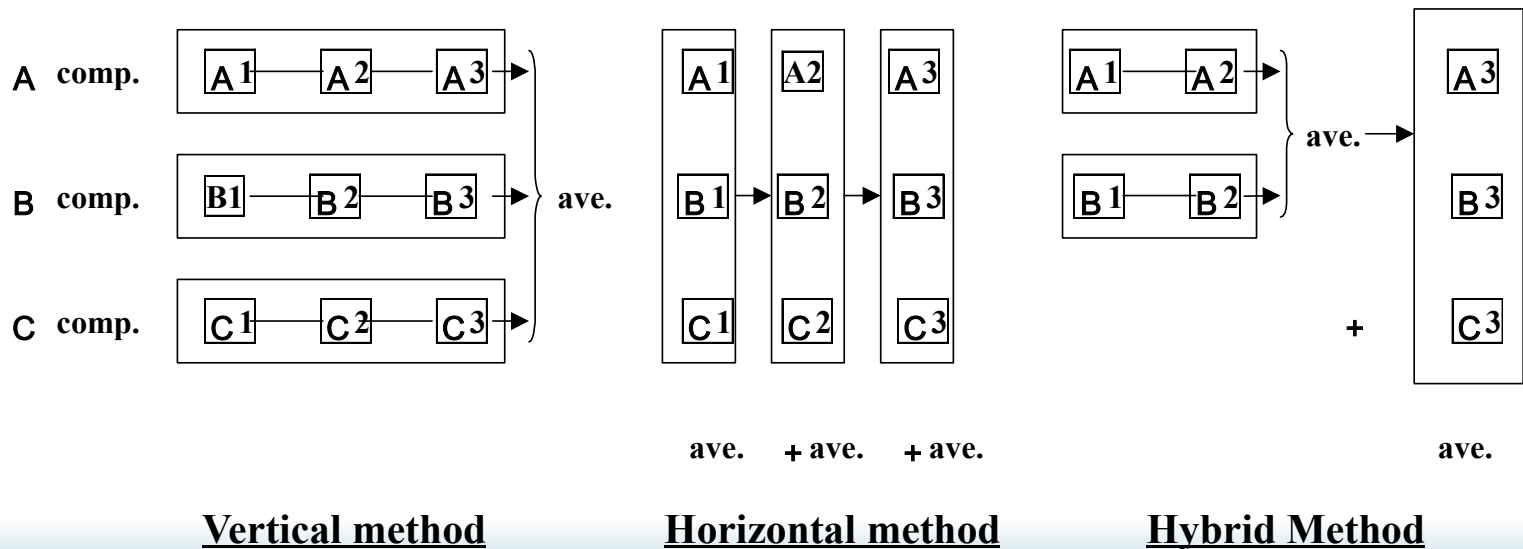 A comp. A1 A2 A3 A1 A2 A3 A1 A2 A3
ave.
B comp. B1 B2 B3 ave. B1 B2 B3 B1 B2 B3
C comp. C1 C2 C3 C1 C2 C3 + C3
ave. + ave. + ave. ave.
Vertical method Horizontal method Hybrid Method